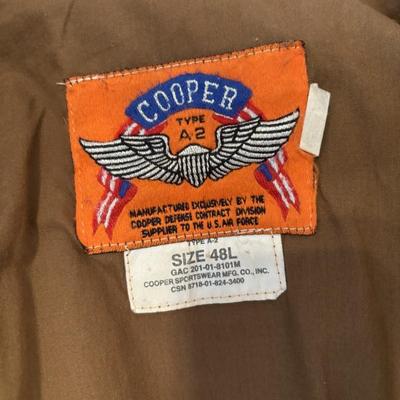 COOPER
TYPE
A-2
MANUFACTURED EXCLUSIVELY BY THE
COOPER DEFENSE CONTRACT DIVISION
SUPPLIER TO THE U.S. AIR FORCE
TYPE A-2
SIZE 48L
GAC 201-01-8101M
COOPER SPORTSWEAR MFG. CO., INC.
CSN 8718-01-824-3400